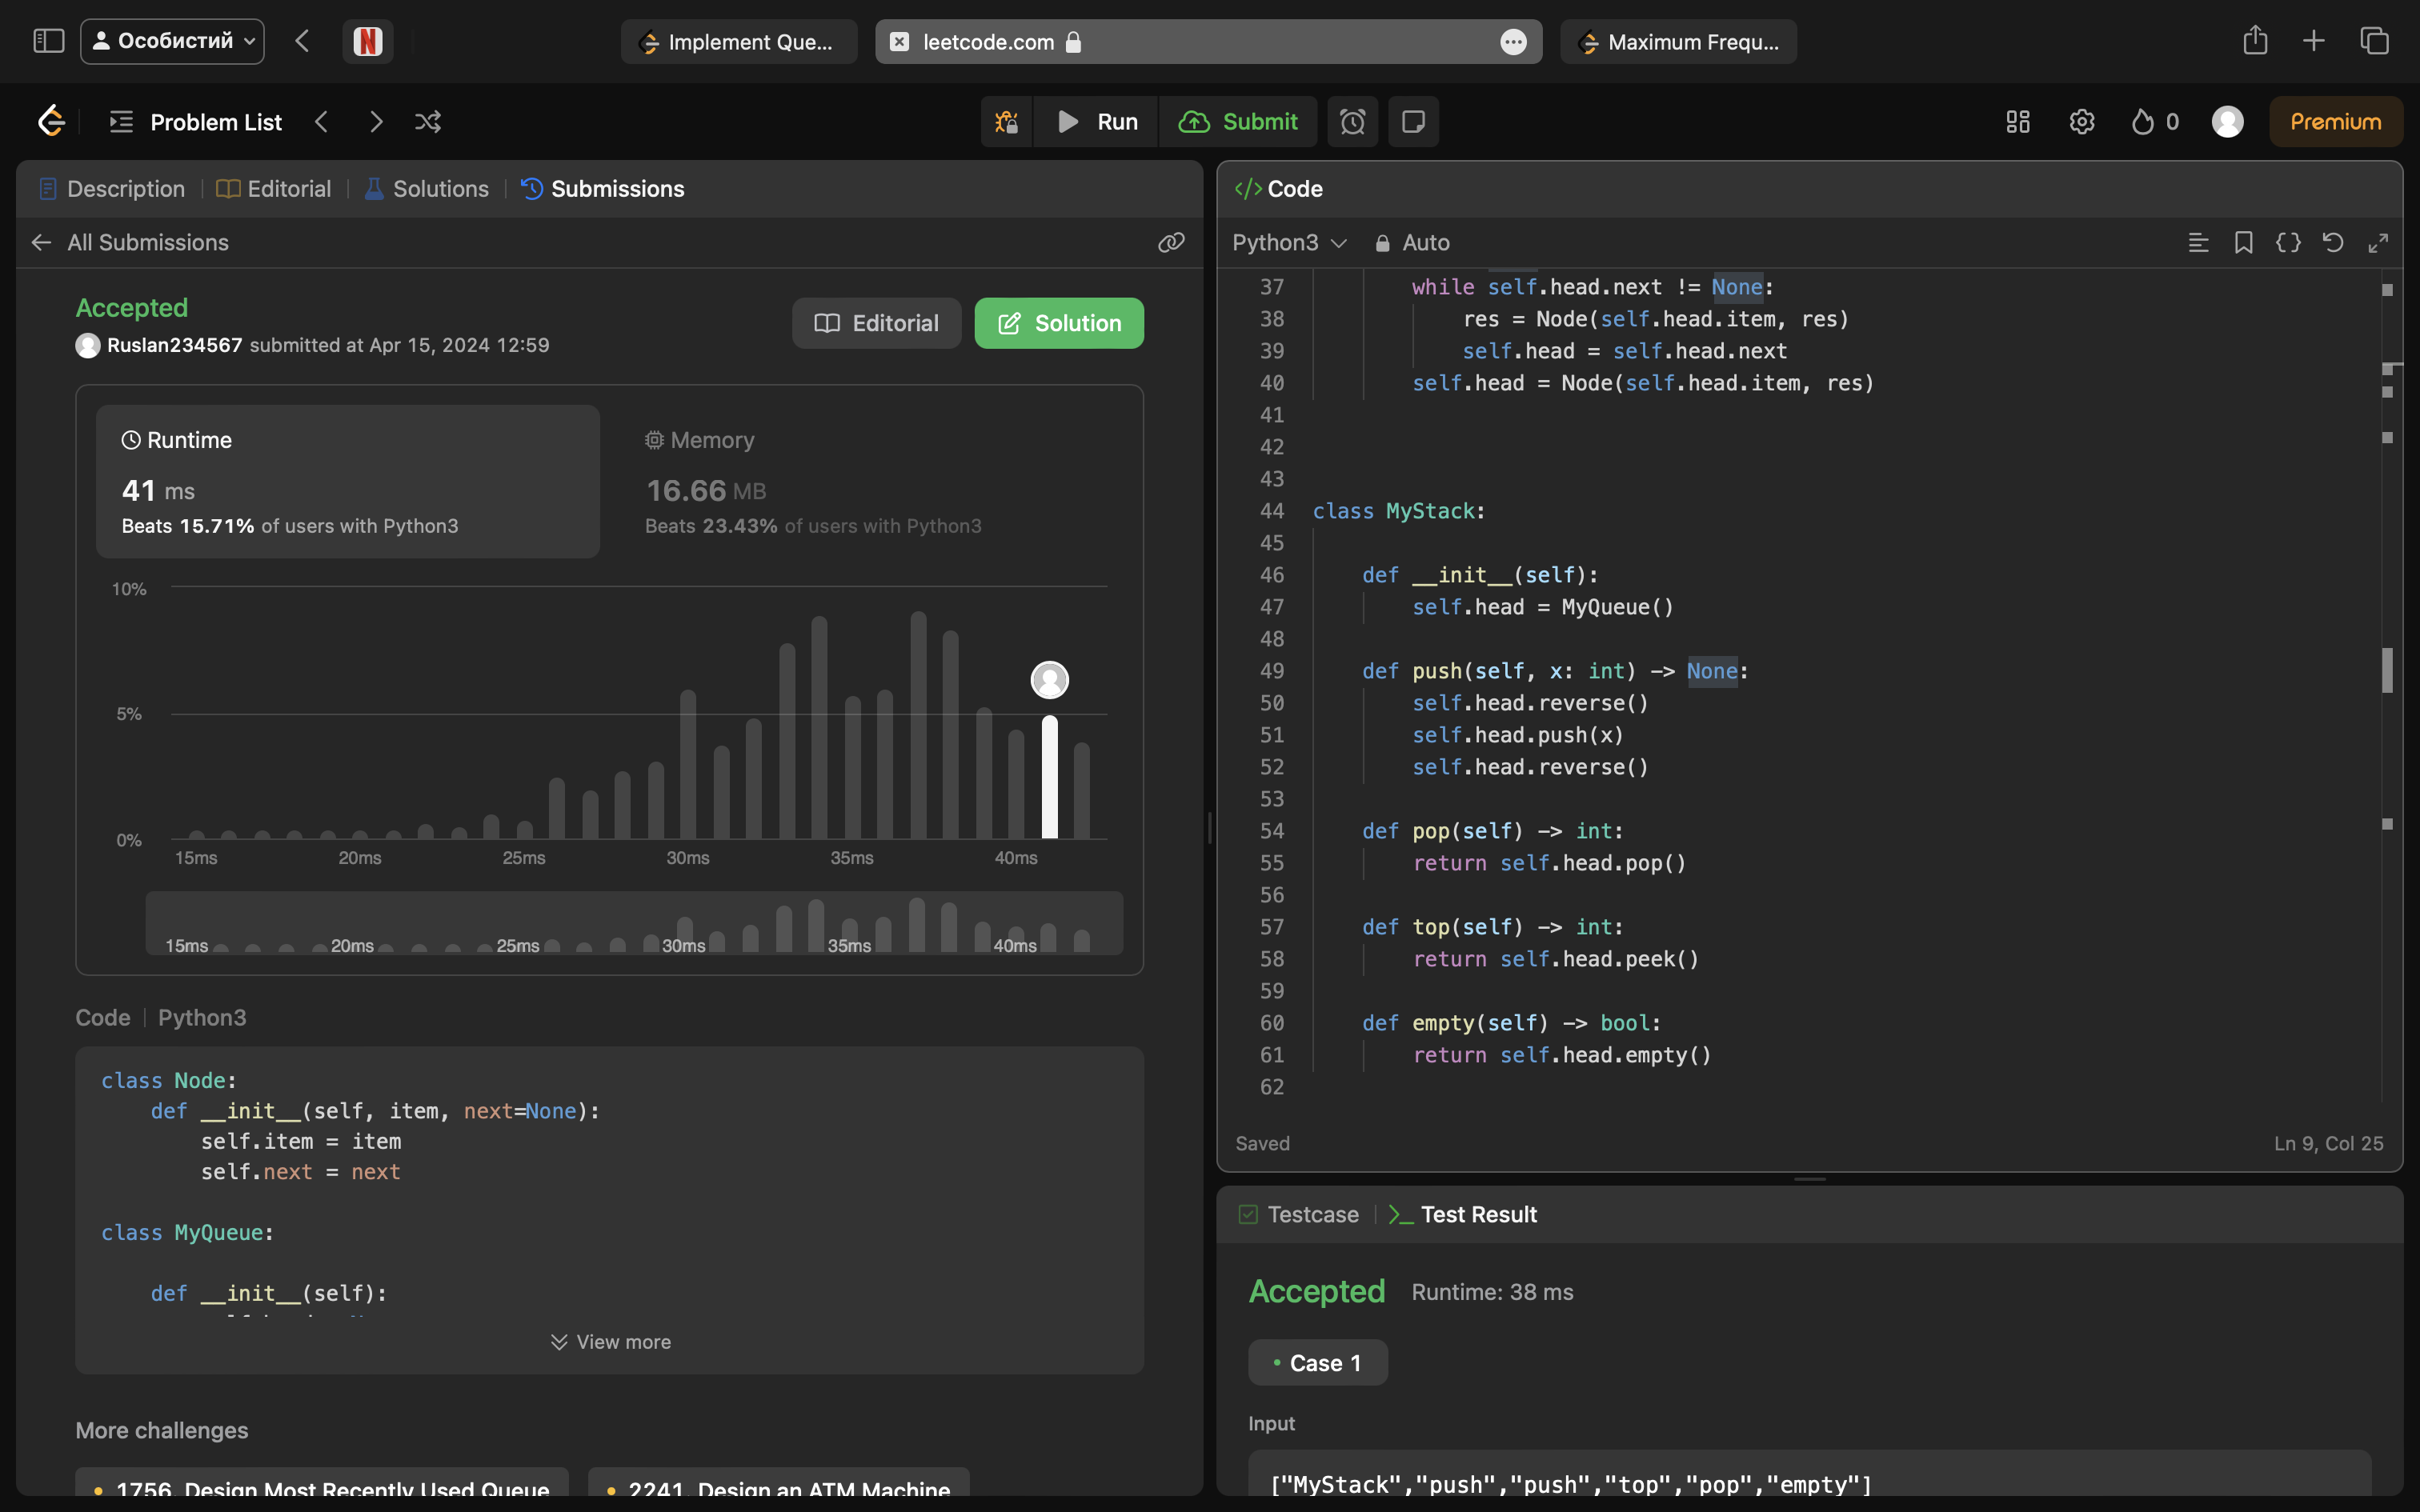 Особистий
N
Implement Que...
leetcode.com
Maximum Frequ...
Problem List
Run
Submit
0
Premium
Description
Editorial
Solutions
Submissions
All Submissions
Accepted
Ruslan234567 submitted at Apr 15, 2024 12:59
Editorial
Solution
Runtime
41 ms
Beats 15.71% of users with Python3
Memory
16.66 MB
Beats 23.43% of users with Python3
10%
5%
0%
15ms 20ms 25ms 30ms 35ms 40ms
15ms 20ms 25ms 30ms 35ms 40ms
Code | Python3
class Node:
    def __init__(self, item, next=None):
        self.item = item
        self.next = next
class MyQueue:
    def __init__(self):
View more
More challenges
1756. Design Most Recently Used Queue
2241. Design an ATM Machine
</> Code
Python3
Auto
37 while self.head.next != None:
38 res = Node(self.head.item, res)
39 self.head = self.head.next
40 self.head = Node(self.head.item, res)
41
42
43
44 class MyStack:
45
46 def __init__(self):
47 self.head = MyQueue()
48
49 def push(self, x: int) -> None:
50 self.head.reverse()
51 self.head.push(x)
52 self.head.reverse()
53
54 def pop(self) -> int:
55 return self.head.pop()
56
57 def top(self) -> int:
58 return self.head.peek()
59
60 def empty(self) -> bool:
61 return self.head.empty()
62
Saved
Ln 9, Col 25
Testcase
Test Result
Accepted
Runtime: 38 ms
Case 1
Input
["MyStack","push","push","top","pop","empty"]